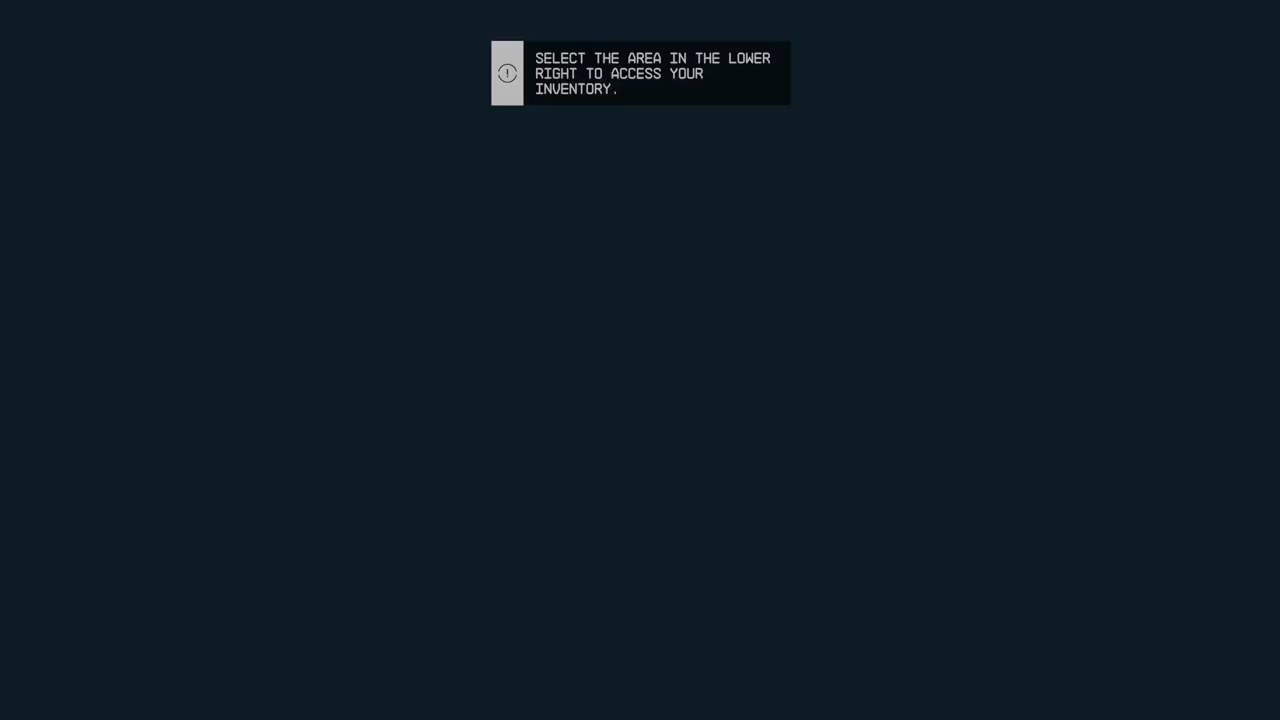 SELECT THE AREA IN THE LOWER
RIGHT TO ACCESS YOUR
INVENTORY.